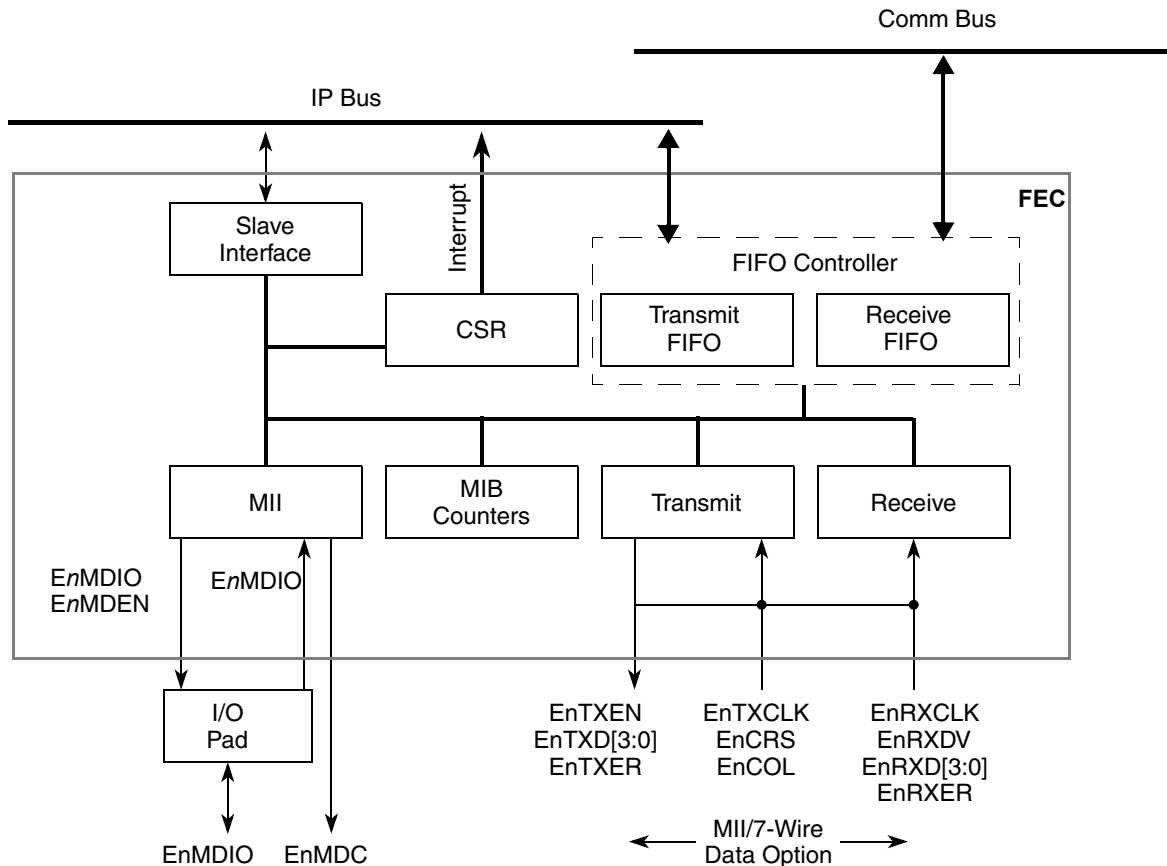 Comm Bus
IP Bus
FEC
Slave
Interface
Interrupt
FIFO Controller
CSR
Transmit
FIFO
Receive
FIFO
MII
MIB
Counters
Transmit
Receive
EnMDIO
EnMDEN
EnMDIO
I/O
Pad
EnTXEN
EnTXD[3:0]
EnTXER
EnTXCLK
EnCRS
EnCOL
EnRXCLK
EnRXDV
EnRXD[3:0]
EnRXER
EnMDIO
EnMDC
MII/7-Wire
Data Option